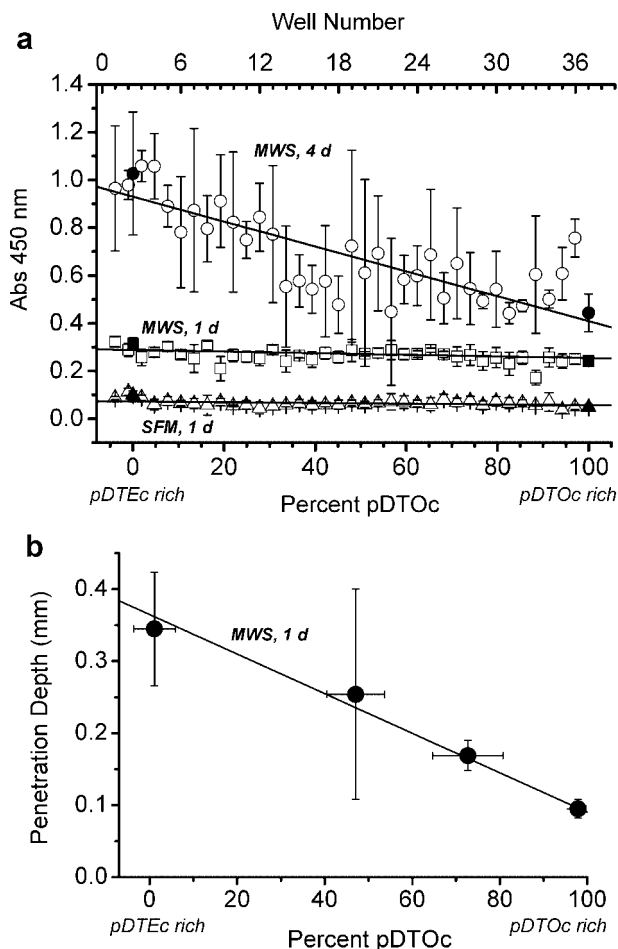 a
Well Number
0 6 12 18 24 30 36
1.4
1.2
1.0
0.8
0.6
0.4
0.2
0.0
Abs 450 nm
MWS, 4 d
MWS, 1 d
SFM, 1 d
0 20 40 60 80 100
pDTEc rich Percent pDTOc pDTOc rich
b
0.4
0.3
0.2
0.1
0.0
Penetration Depth (mm)
MWS, 1 d
0 20 40 60 80 100
pDTEc rich Percent pDTOc pDTOc rich